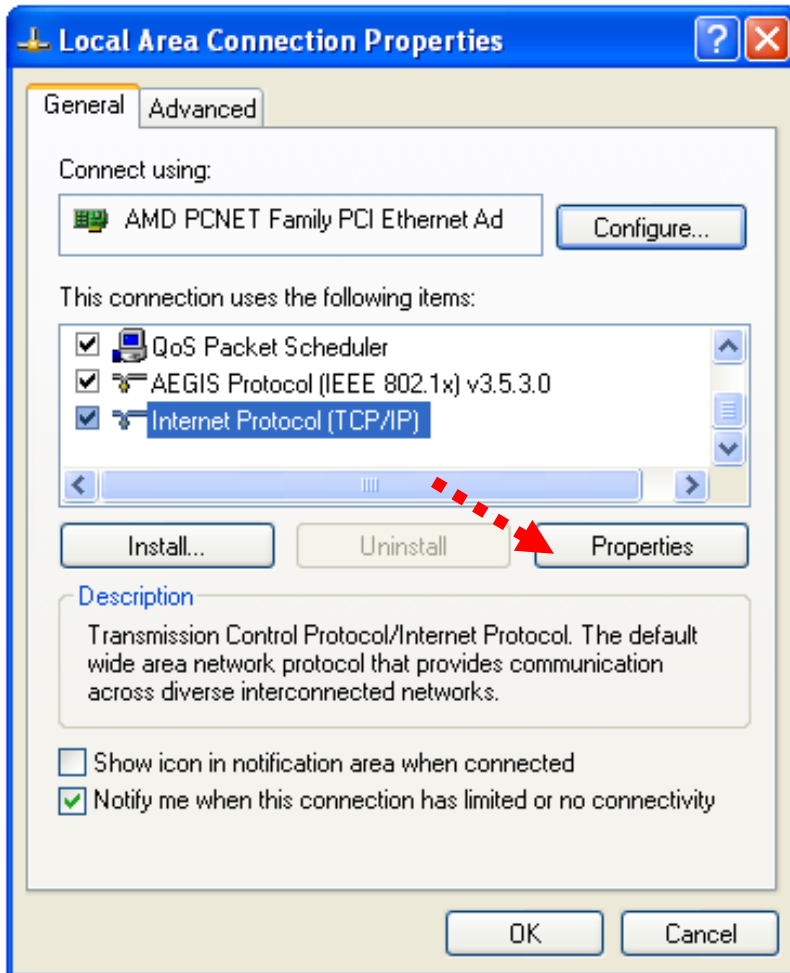 Local Area Connection Properties
General
Advanced
Connect using:
AMD PCNET Family PCI Ethernet Ad
Configure...
This connection uses the following items:
QoS Packet Scheduler
AEGIS Protocol (IEEE 802.1x) v3.5.3.0
Internet Protocol (TCP/IP)
Install...
Uninstall
Properties
Description
Transmission Control Protocol/Internet Protocol. The default
wide area network protocol that provides communication
across diverse interconnected networks.
Show icon in notification area when connected
Notify me when this connection has limited or no connectivity
OK
Cancel